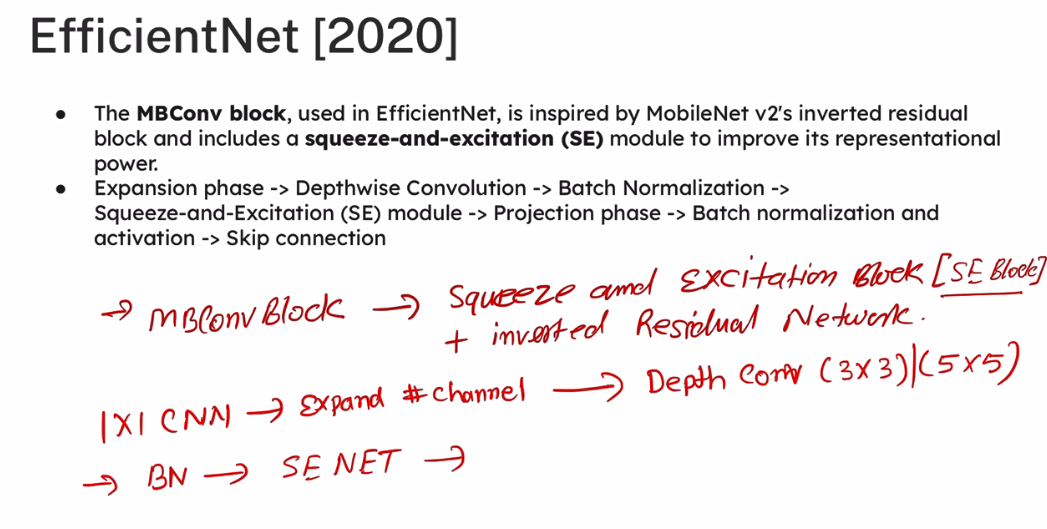 EfficientNet [2020]
● The MBConv block, used in EfficientNet, is inspired by MobileNet v2's inverted residual
block and includes a squeeze-and-excitation (SE) module to improve its representational
power.
● Expansion phase -> Depthwise Convolution -> Batch Normalization ->
Squeeze-and-Excitation (SE) module -> Projection phase -> Batch normalization and
activation -> Skip connection
→ MBConv Block → Squeeze and Excitation Block [SE Block]
+ inverted Residual Network.
1X1 CNN → Expand # channel → Depth Conv (3X3)|(5X5)
→ BN → SE NET →